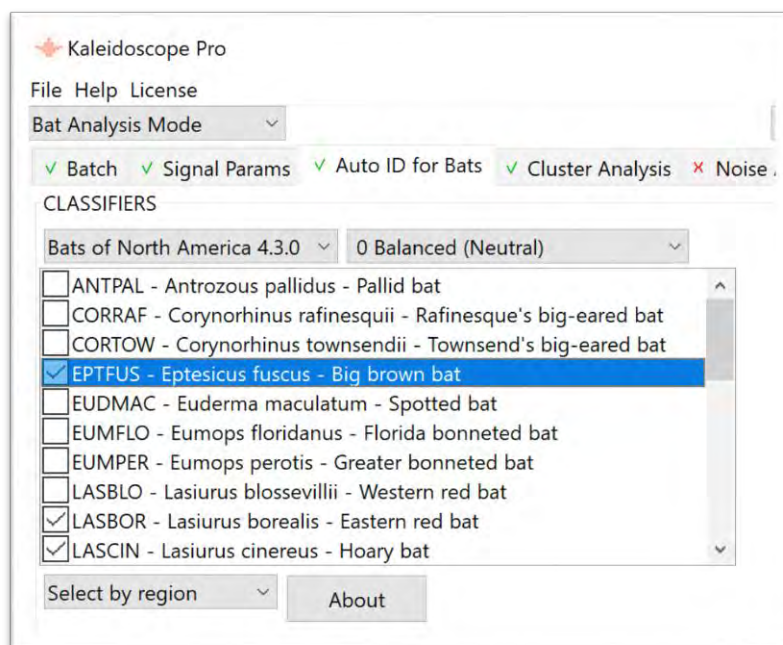 Kaleidoscope Pro
File Help License
Bat Analysis Mode
Batch Signal Params Auto ID for Bats Cluster Analysis Noise
CLASSIFIERS
Bats of North America 4.3.0 0 Balanced (Neutral)
ANTPAL - Antrozous pallidus - Pallid bat
CORRAF - Corynorhinus rafinesquii - Rafinesque's big-eared bat
CORTOW - Corynorhinus townsendii - Townsend's big-eared bat
EPTFUS - Eptesicus fuscus - Big brown bat
EUDMAC - Euderma maculatum - Spotted bat
EUMFLO - Eumops floridanus - Florida bonneted bat
EUMPER - Eumops perotis - Greater bonneted bat
LASBLO - Lasiurus blossevillii - Western red bat
LASBOR - Lasiurus borealis - Eastern red bat
LASCIN - Lasiurus cinereus - Hoary bat
Select by region About